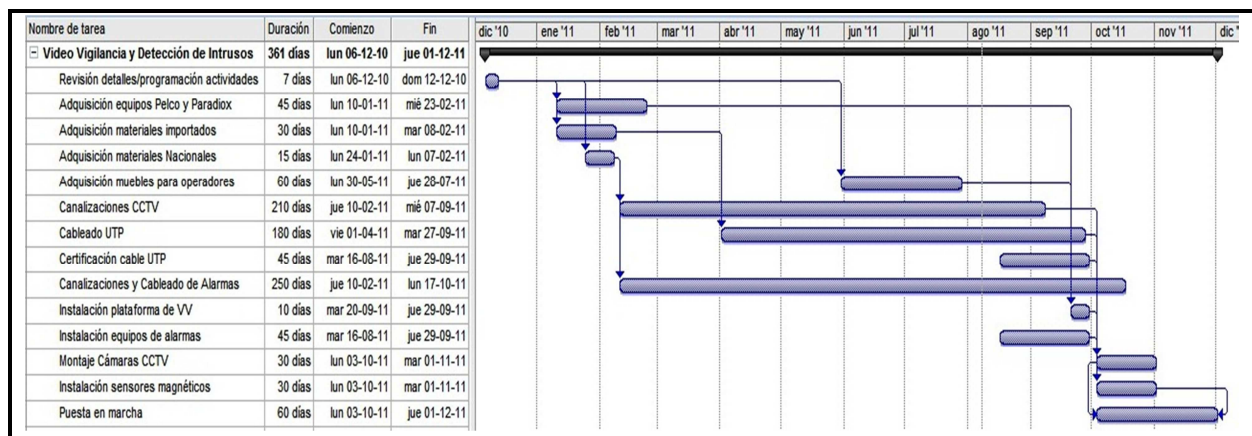 Nombre de tarea Duración Comienzo Fin dic '10 ene '11 feb '11 mar '11 abr '11 may '11 jun '11 jul '11 ago '11 sep '11 oct '11 nov '11 dic '
Video Vigilancia y Detección de Intrusos 361 días lun 06-12-10 jue 01-12-11
Revisión detalles/programación actividades 7 días lun 06-12-10 dom 12-12-10
Adquisición equipos Pelco y Paradiox 45 días lun 10-01-11 mié 23-02-11
Adquisición materiales importados 30 días lun 10-01-11 mar 08-02-11
Adquisición materiales Nacionales 15 días lun 24-01-11 lun 07-02-11
Adquisición muebles para operadores 60 días lun 30-05-11 jue 28-07-11
Canalizaciones CCTV 210 días jue 10-02-11 mié 07-09-11
Cableado UTP 180 días vie 01-04-11 mar 27-09-11
Certificación cable UTP 45 días mar 16-08-11 jue 29-09-11
Canalizaciones y Cableado de Alarmas 250 días jue 10-02-11 lun 17-10-11
Instalación plataforma de VV 10 días mar 20-09-11 jue 29-09-11
Instalación equipos de alarmas 45 días mar 16-08-11 jue 29-09-11
Montaje Cámaras CCTV 30 días lun 03-10-11 mar 01-11-11
Instalación sensores magnéticos 30 días lun 03-10-11 mar 01-11-11
Puesta en marcha 60 días lun 03-10-11 jue 01-12-11